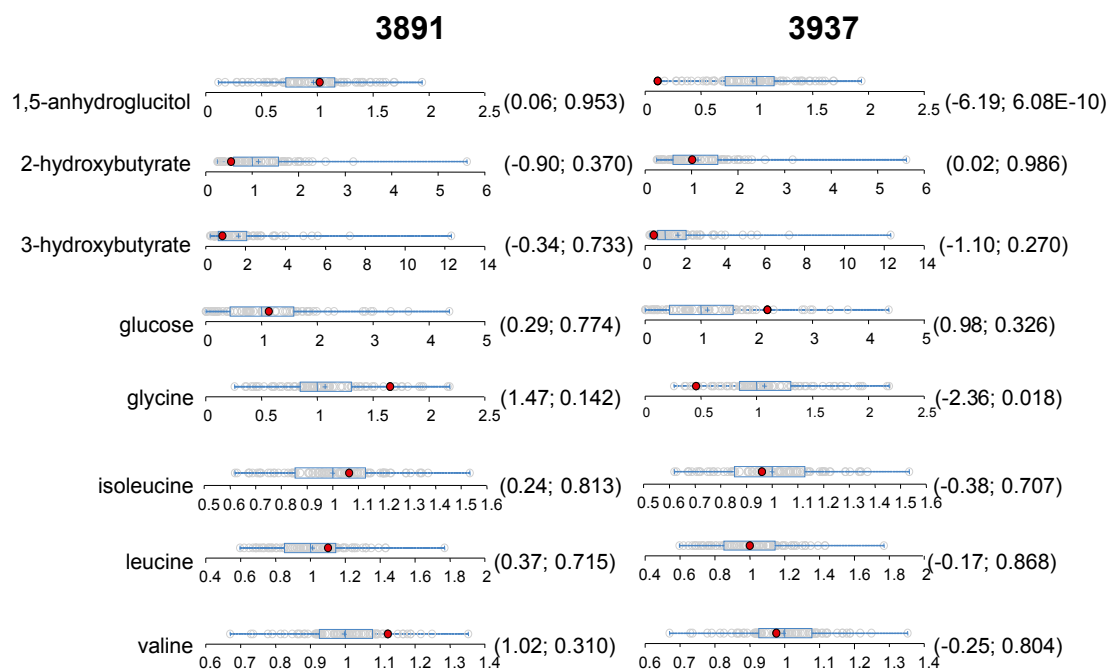 3891 3937
1,5-anhydroglucitol (0.06; 0.953) (-6.19; 6.08E-10)
0 0.5 1 1.5 2 2.5 0 0.5 1 1.5 2 2.5
2-hydroxybutyrate (-0.90; 0.370) (0.02; 0.986)
0 1 2 3 4 5 6 0 1 2 3 4 5 6
3-hydroxybutyrate (-0.34; 0.733) (-1.10; 0.270)
0 2 4 6 8 10 12 14 0 2 4 6 8 10 12 14
glucose (0.29; 0.774) (0.98; 0.326)
0 1 2 3 4 5 0 1 2 3 4 5
glycine (1.47; 0.142) (-2.36; 0.018)
0 0.5 1 1.5 2 2.5 0 0.5 1 1.5 2 2.5
isoleucine (0.24; 0.813) (-0.38; 0.707)
0.5 0.6 0.7 0.8 0.9 1 1.1 1.2 1.3 1.4 1.5 1.6 0.5 0.6 0.7 0.8 0.9 1 1.1 1.2 1.3 1.4 1.5 1.6
leucine (0.37; 0.715) (-0.17; 0.868)
0.4 0.6 0.8 1 1.2 1.4 1.6 1.8 2 0.4 0.6 0.8 1 1.2 1.4 1.6 1.8 2
valine (1.02; 0.310) (-0.25; 0.804)
0.6 0.7 0.8 0.9 1 1.1 1.2 1.3 1.4 0.6 0.7 0.8 0.9 1 1.1 1.2 1.3 1.4